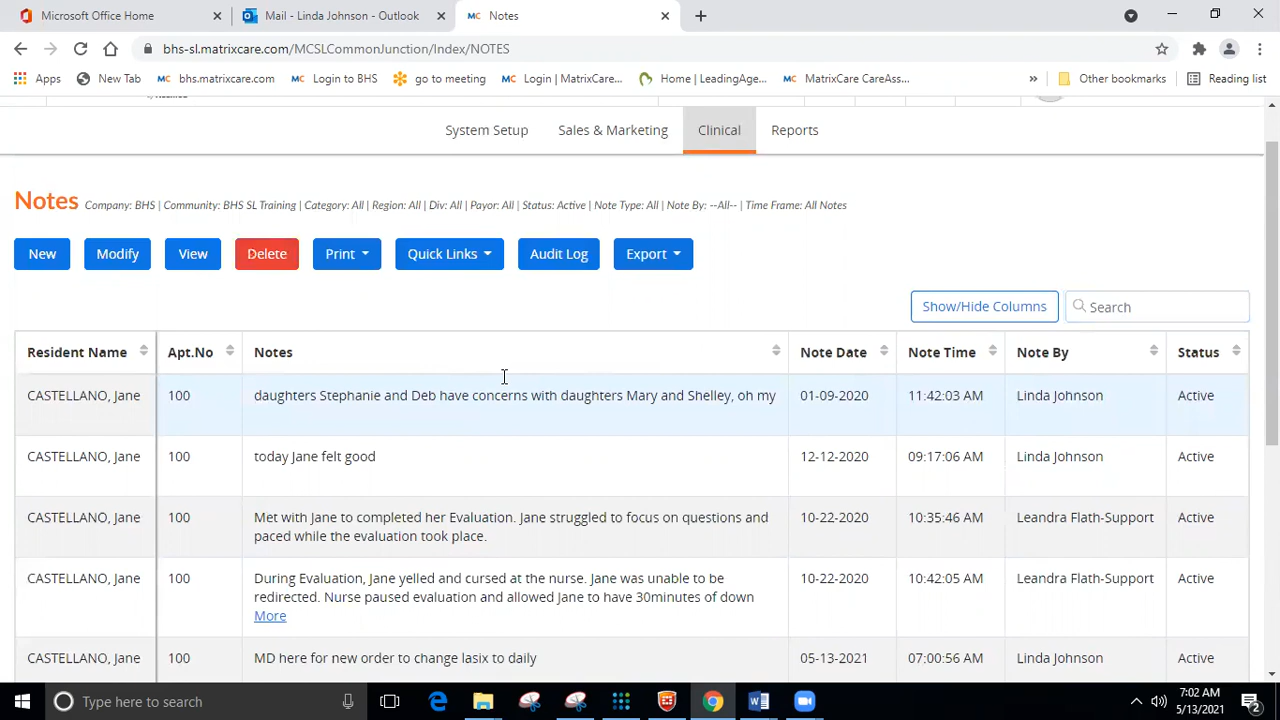 Microsoft Office Home
Mail - Linda Johnson - Outlook
MC Notes
bhs-sl.matrixcare.com/MCSLCommonJunction/Index/NOTES
Apps
New Tab
MC bhs.matrixcare.com
MC Login to BHS
go to meeting
MC Login | MatrixCare...
Home | LeadingAge...
MC MatrixCare CareAss...
»
Other bookmarks
Reading list
System Setup
Sales & Marketing
Clinical
Reports
Notes Company: BHS | Community: BHS SL Training | Category: All | Region: All | Div: All | Payor: All | Status: Active | Note Type: All | Note By: --All-- | Time Frame: All Notes
New
Modify
View
Delete
Print
Quick Links
Audit Log
Export
Show/Hide Columns
Search
Resident Name Apt.No Notes Note Date Note Time Note By Status
CASTELLANO, Jane 100 daughters Stephanie and Deb have concerns with daughters Mary and Shelley, oh my 01-09-2020 11:42:03 AM Linda Johnson Active
CASTELLANO, Jane 100 today Jane felt good 12-12-2020 09:17:06 AM Linda Johnson Active
CASTELLANO, Jane 100 Met with Jane to completed her Evaluation. Jane struggled to focus on questions and 10-22-2020 10:35:46 AM Leandra Flath-Support Active
paced while the evaluation took place.
CASTELLANO, Jane 100 During Evaluation, Jane yelled and cursed at the nurse. Jane was unable to be 10-22-2020 10:42:05 AM Leandra Flath-Support Active
redirected. Nurse paused evaluation and allowed Jane to have 30minutes of down
More
CASTELLANO, Jane 100 MD here for new order to change lasix to daily 05-13-2021 07:00:56 AM Linda Johnson Active
Type here to search
7:02 AM
5/13/2021
2